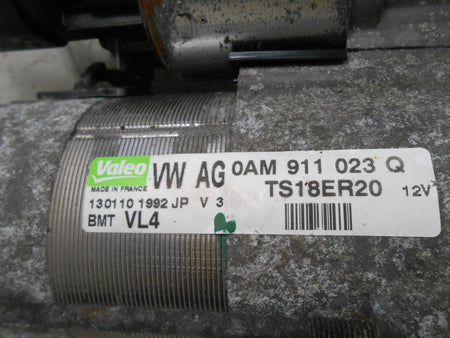 Valeo VW AG 0AM 911 023 Q
MADE IN FRANCE TS18ER20 12V
130110 1992 JP V 3
BMT VL4